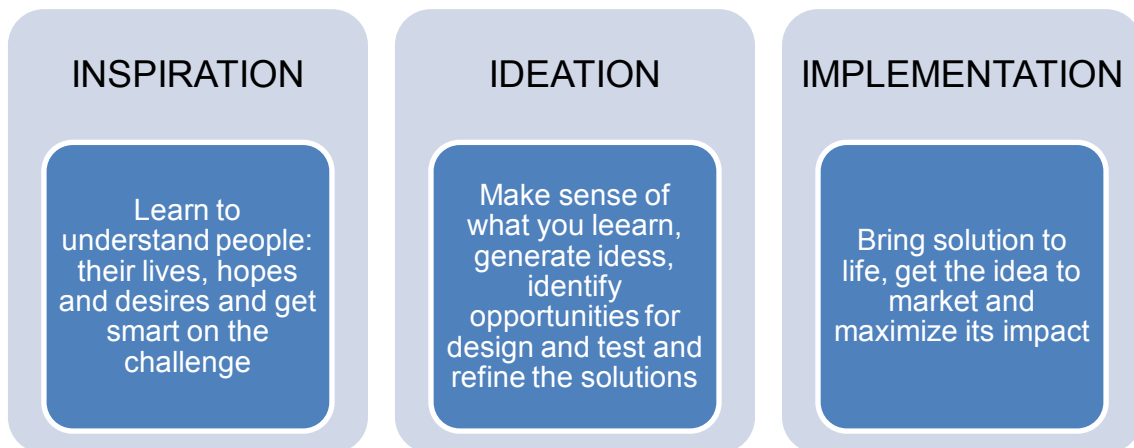 INSPIRATION
Learn to
understand people:
their lives, hopes
and desires and get
smart on the
challenge
IDEATION
Make sense of
what you leearn,
generate idess,
identify
opportunities for
design and test and
refine the solutions
IMPLEMENTATION
Bring solution to
life, get the idea to
market and
maximize its impact